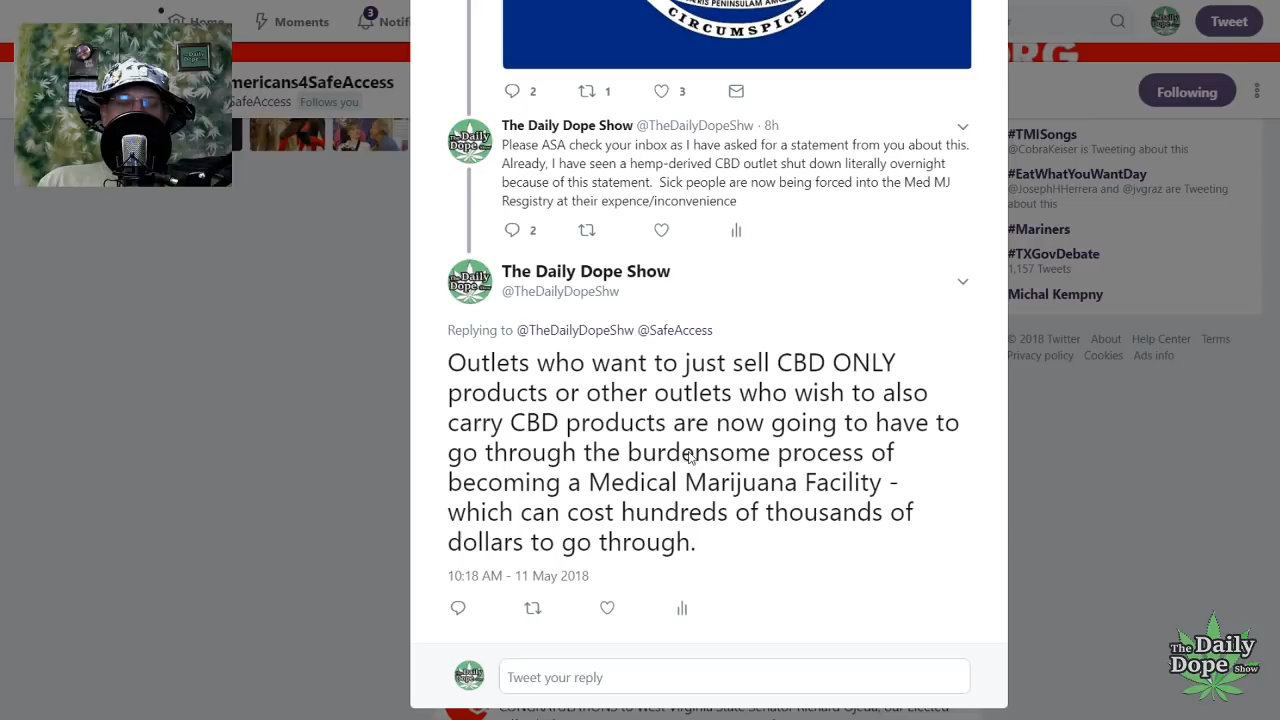 Home
Moments
3
Notif
Tweet
mericans4SafeAccess
SafeAccess Follows you
ORG
Following
CIRCUMSPICE
2 1 3
The Daily Dope Show @TheDailyDopeShw · 8h
Please ASA check your inbox as I have asked for a statement from you about this.
Already, I have seen a hemp-derived CBD outlet shut down literally overnight
because of this statement. Sick people are now being forced into the Med MJ
Resgistry at their expence/inconvenience
2
The Daily Dope Show
@TheDailyDopeShw
Replying to @TheDailyDopeShw @SafeAccess
Outlets who want to just sell CBD ONLY
products or other outlets who wish to also
carry CBD products are now going to have to
go through the burdensome process of
becoming a Medical Marijuana Facility -
which can cost hundreds of thousands of
dollars to go through.
10:18 AM - 11 May 2018
Tweet your reply
#TMISongs
@CobraKeiser is Tweeting about this
#EatWhatYouWantDay
@JosephHHerrera and @jvgraz are Tweeting
about this
#Mariners
#TXGovDebate
1,157 Tweets
Michal Kempny
© 2018 Twitter About Help Center Terms
Privacy policy Cookies Ads info
The Daily
Dope Show